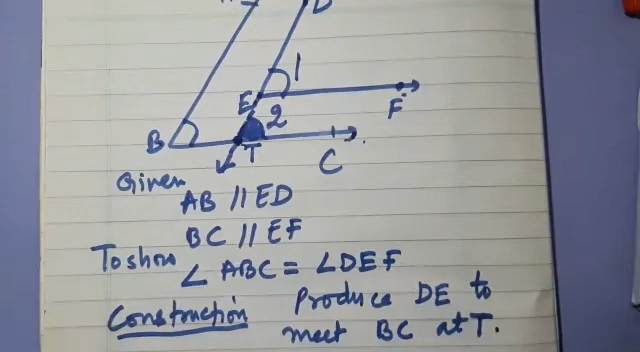 D
1
E
F
2
B
T
C
Given
AB || ED
BC || EF
To show
∠ ABC = ∠DEF
Construction Produce DE to
meet BC at T.